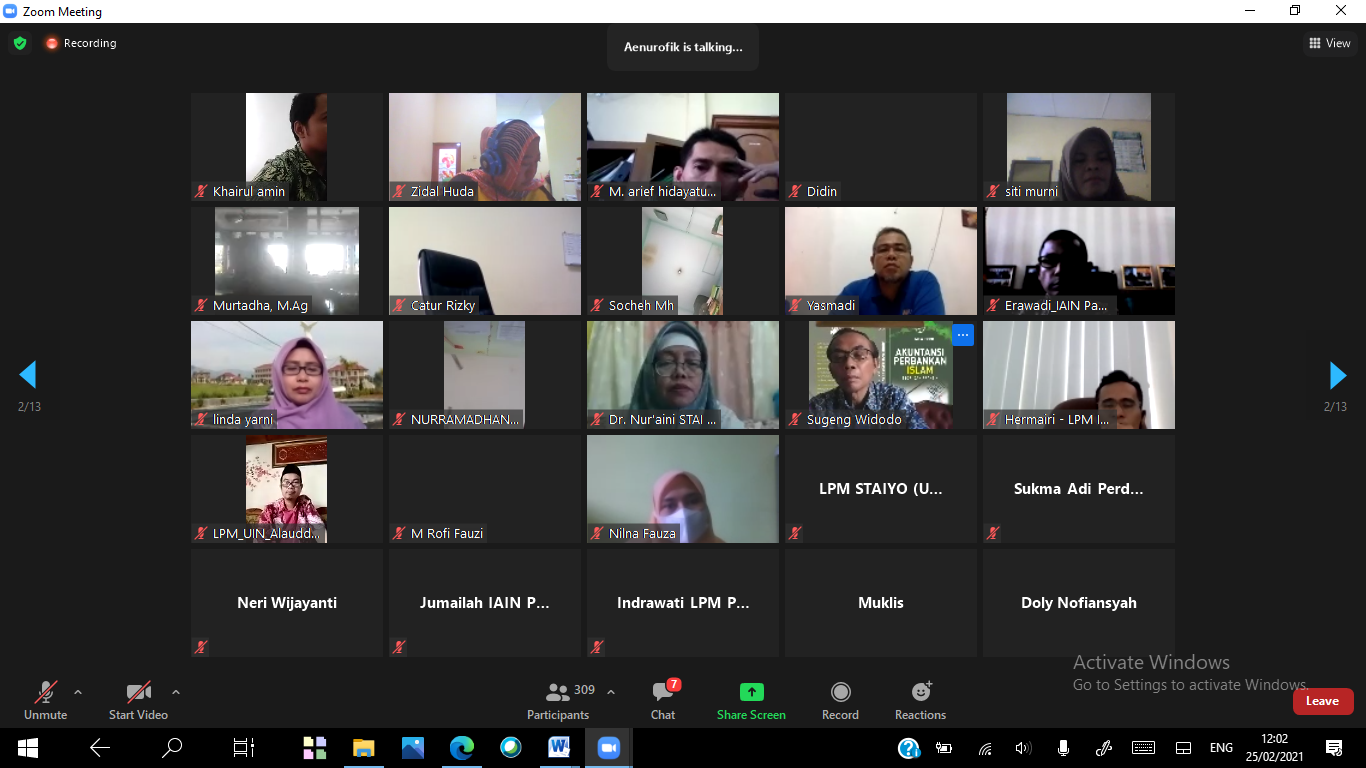 Zoom Meeting
Recording
Aenurofik is talking...
View
Khairul amin
Zidal Huda
M. arief hidayatu...
Didin
siti murni
Murtadha, M.Ag
Catur Rizky
Socheh Mh
Yasmadi
Erawadi_IAIN Pa...
linda yarni
NURRAMADHAN...
Dr. Nur'aini STAI ...
AKUNTANSI
PERBANKAN
ISLAM
Sugeng Widodo
Hermairi - LPM I...
2/13
2/13
LPM_UIN_Alaudd...
M Rofi Fauzi
Nilna Fauza
LPM STAIYO (U...
Sukma Adi Perd...
Neri Wijayanti
Jumailah IAIN P...
Indrawati LPM P...
Muklis
Doly Nofiansyah
Activate Windows
Go to Settings to activate Windows.
Unmute
Start Video
309
Participants
7
Chat
Share Screen
Record
Reactions
Leave
ENG
12:02
25/02/2021